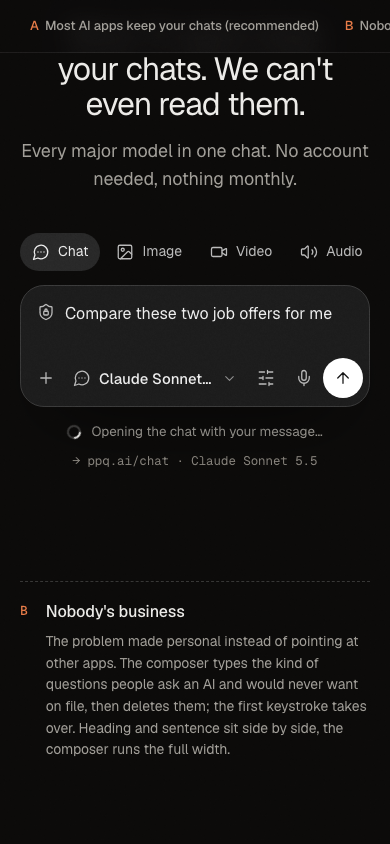 A Most AI apps keep your chats (recommended) B Nobo
your chats. We can't
even read them.
Every major model in one chat. No account
needed, nothing monthly.
Chat Image Video Audio
Compare these two job offers for me
Claude Sonnet...
Opening the chat with your message...
→ ppq.ai/chat · Claude Sonnet 5.5
B Nobody's business
The problem made personal instead of pointing at
other apps. The composer types the kind of
questions people ask an AI and would never want
on file, then deletes them; the first keystroke takes
over. Heading and sentence sit side by side, the
composer runs the full width.